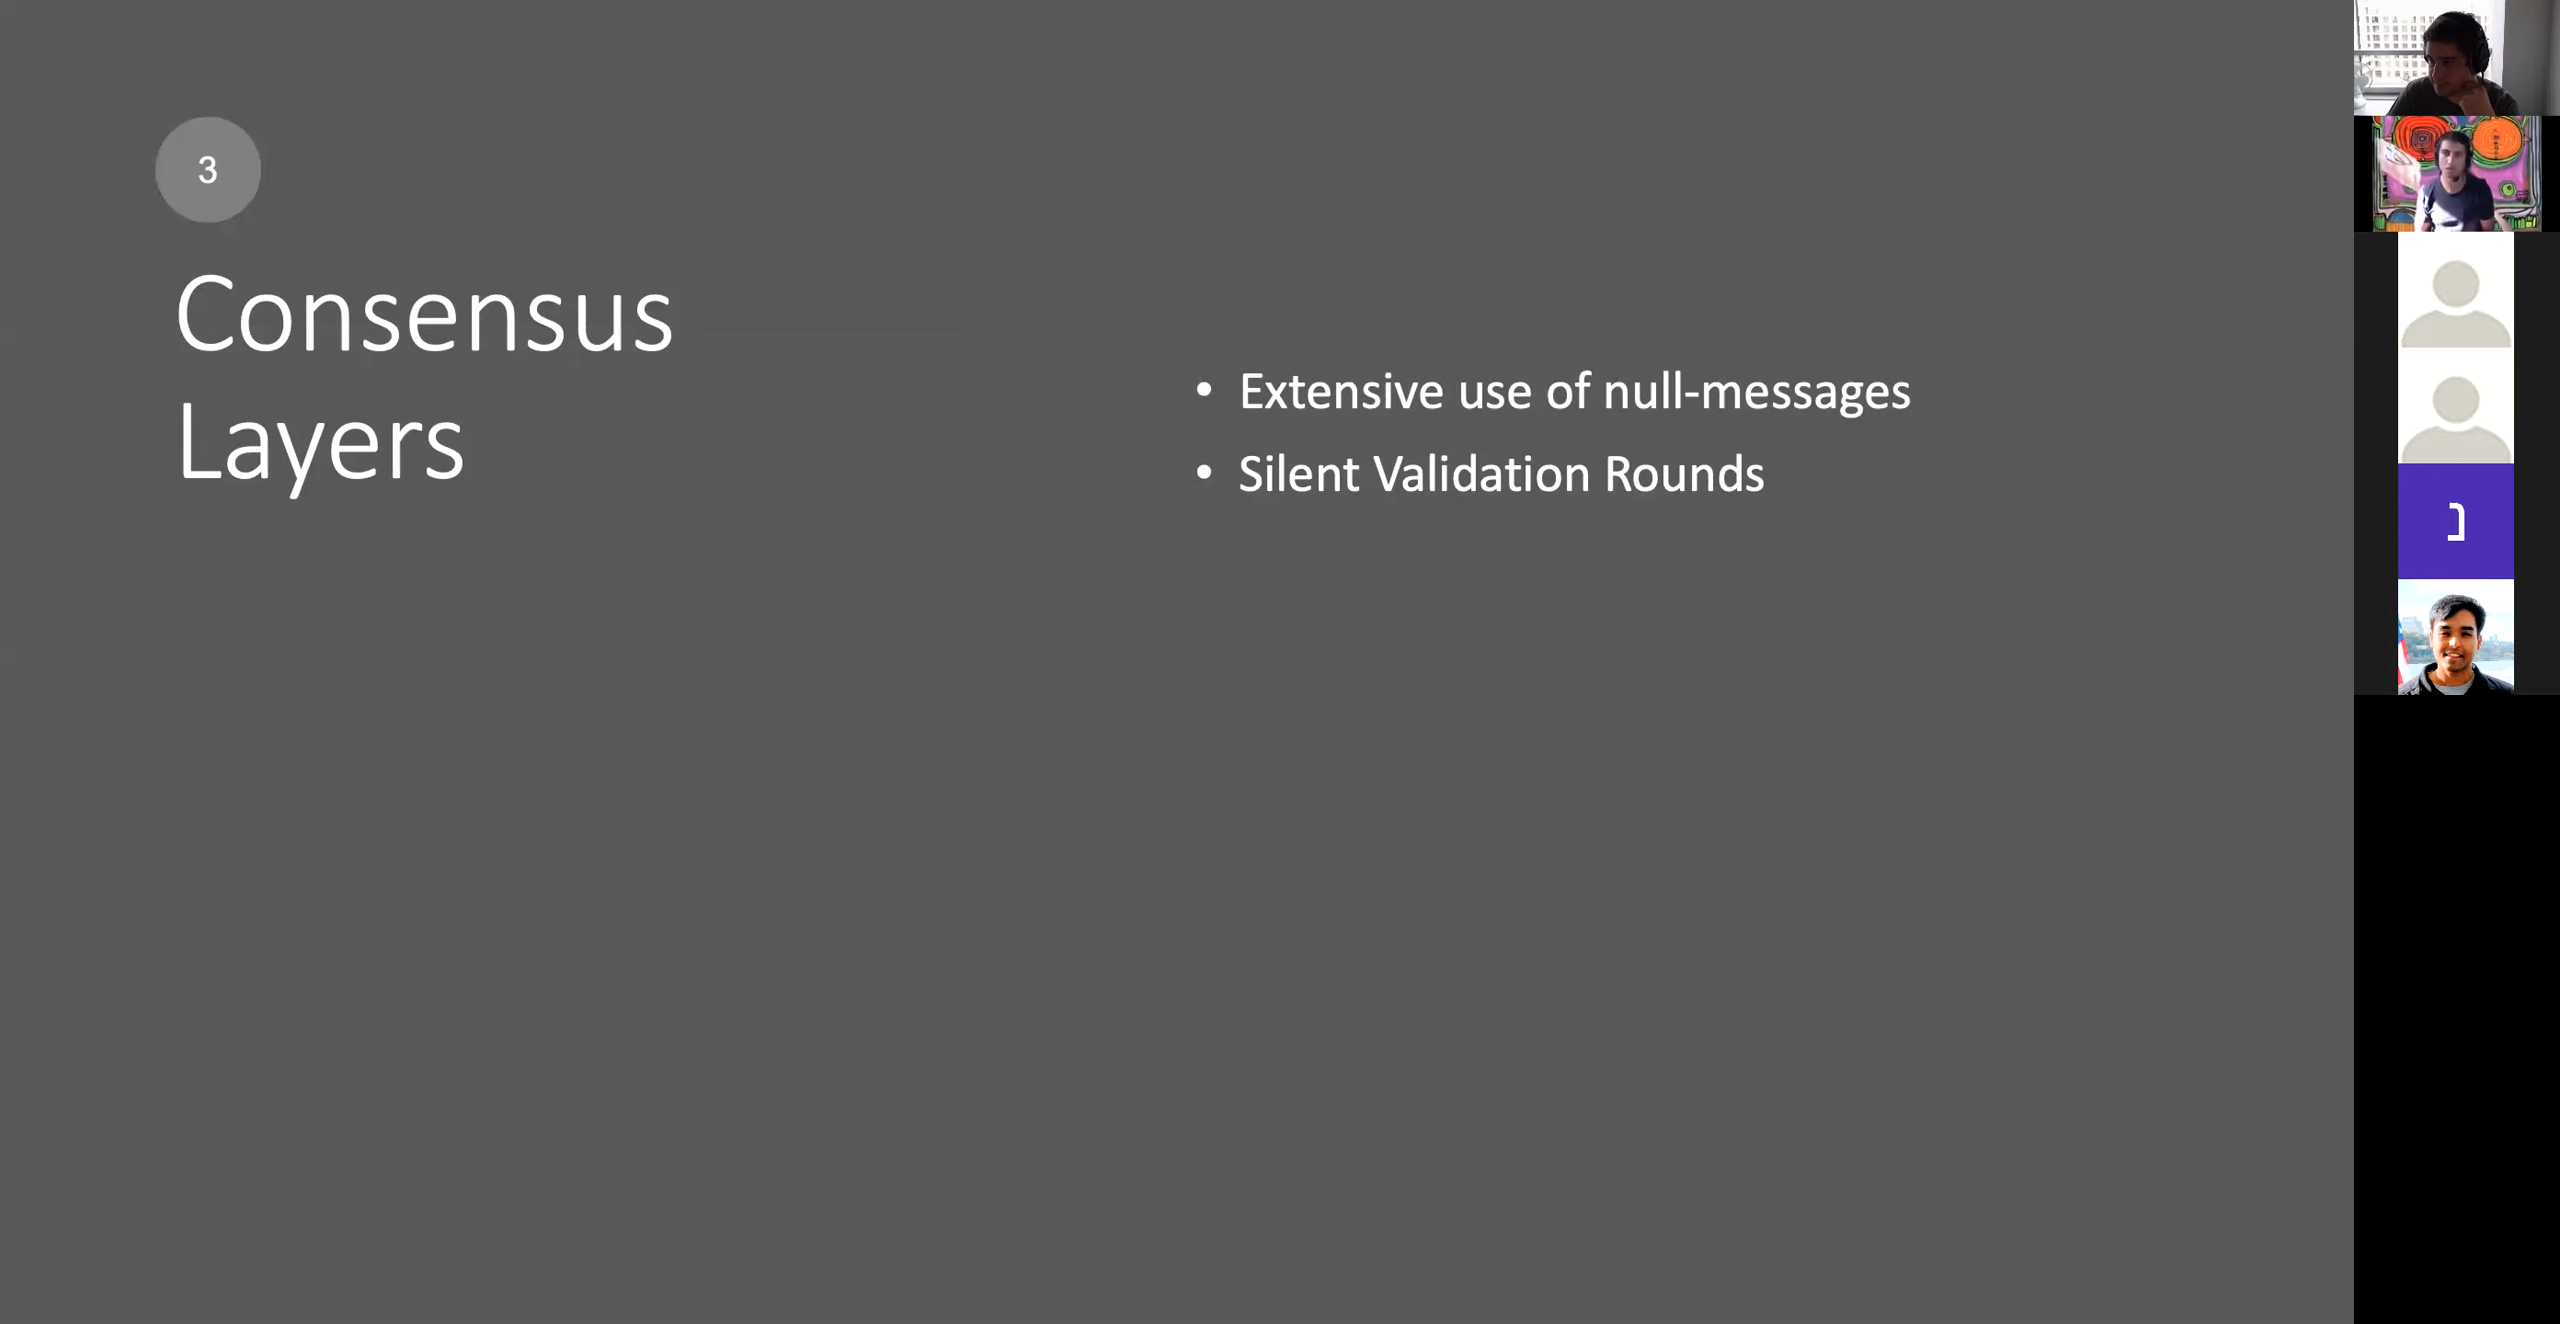 3
Consensus
Layers
• Extensive use of null-messages
• Silent Validation Rounds
נ